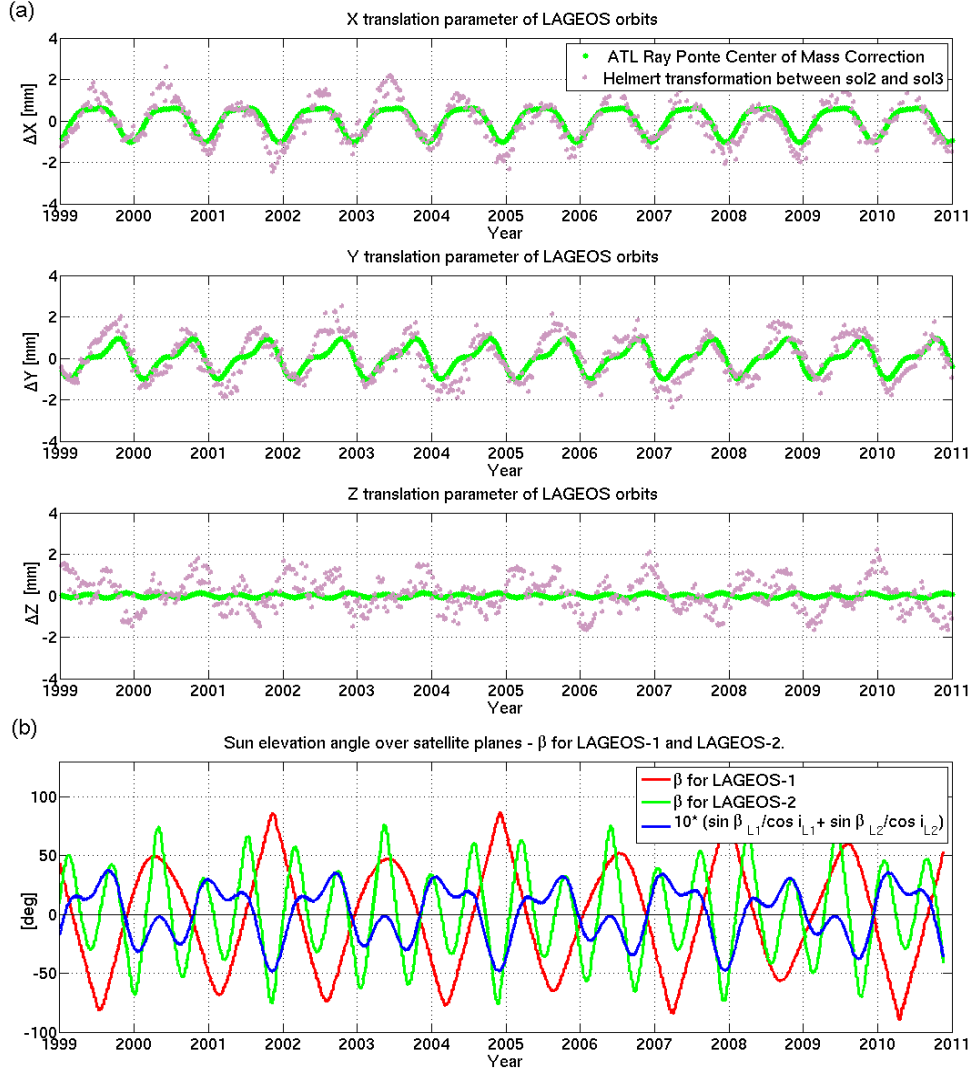 (a)
X translation parameter of LAGEOS orbits
ΔX [mm]
4
2
0
-2
-4
ATL Ray Ponte Center of Mass Correction
Helmert transformation between sol2 and sol3
1999 2000 2001 2002 2003 2004 2005 2006 2007 2008 2009 2010 2011
Year
Y translation parameter of LAGEOS orbits
ΔY [mm]
4
2
0
-2
-4
1999 2000 2001 2002 2003 2004 2005 2006 2007 2008 2009 2010 2011
Year
Z translation parameter of LAGEOS orbits
ΔZ [mm]
4
2
0
-2
-4
1999 2000 2001 2002 2003 2004 2005 2006 2007 2008 2009 2010 2011
Year
(b)
Sun elevation angle over satellite planes - β for LAGEOS-1 and LAGEOS-2.
[deg]
100
50
0
-50
-100
β for LAGEOS-1
β for LAGEOS-2
10* (sin β L1/cos iL1+ sin β L2/cos iL2)
1999 2000 2001 2002 2003 2004 2005 2006 2007 2008 2009 2010 2011
Year